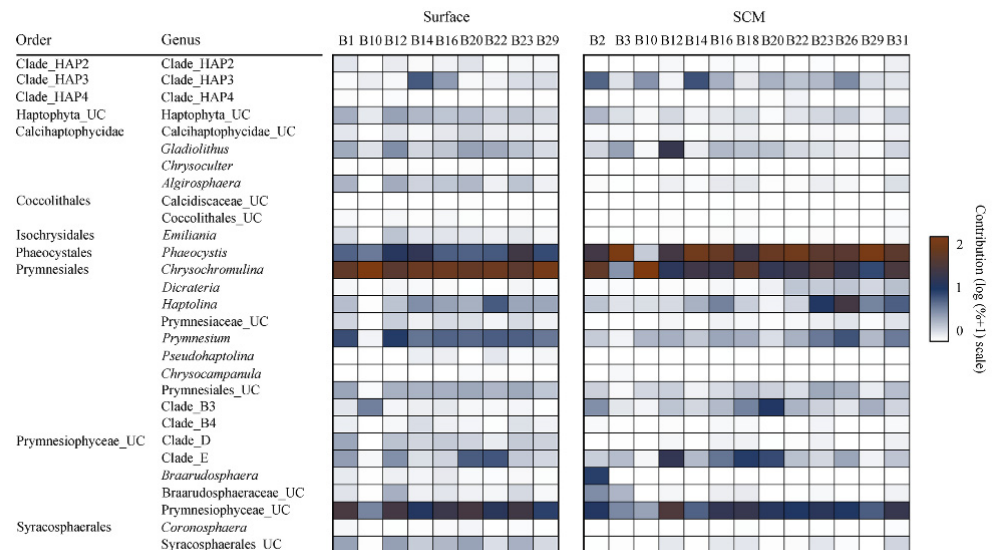 Surface SCM
Order Genus B1 B10 B12 B14 B16 B20 B22 B23 B29 B2 B3 B10 B12 B14 B16 B18 B20 B22 B23 B26 B29 B31
Clade_HAP2 Clade_HAP2
Clade_HAP3 Clade_HAP3
Clade_HAP4 Clade_HAP4
Haptophyta_UC Haptophyta_UC
Calcihaptophycidae Calcihaptophycidae_UC
Gladiolithus
Chrysoculter
Algirosphaera
Coccolithales Calcidiscaceae_UC
Coccolithales_UC
Isochrysidales Emiliania
Phaeocystales Phaeocystis
Prymnesiales Chrysochromulina
Dicrateria
Haptolina
Prymnesiaceae_UC
Prymnesium
Pseudohaptolina
Chrysocampanula
Prymnesiales_UC
Clade_B3
Clade_B4
Prymnesiophyceae_UC Clade_D
Clade_E
Braarudosphaera
Braarudosphaeraceae_UC
Prymnesiophyceae_UC
Syracosphaerales Coronosphaera
Syracosphaerales_UC
2
1
0
Contribution (log (%+1) scale)